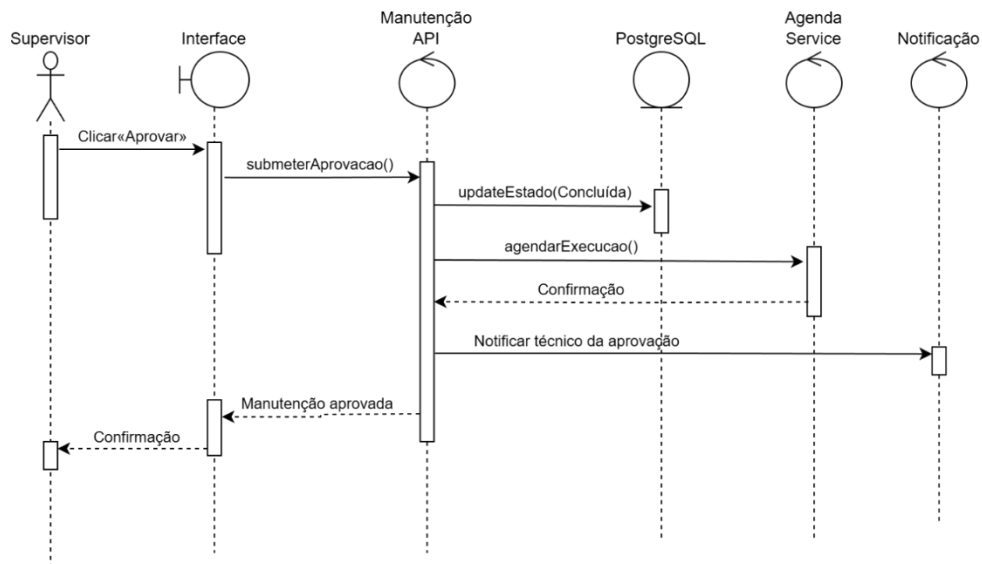 Supervisor
Interface
Manutenção
API
PostgreSQL
Agenda
Service
Notificação
Clicar«Aprovar»
submeterAprovacao()
updateEstado(Concluída)
agendarExecucao()
Confirmação
Notificar técnico da aprovação
Manutenção aprovada
Confirmação